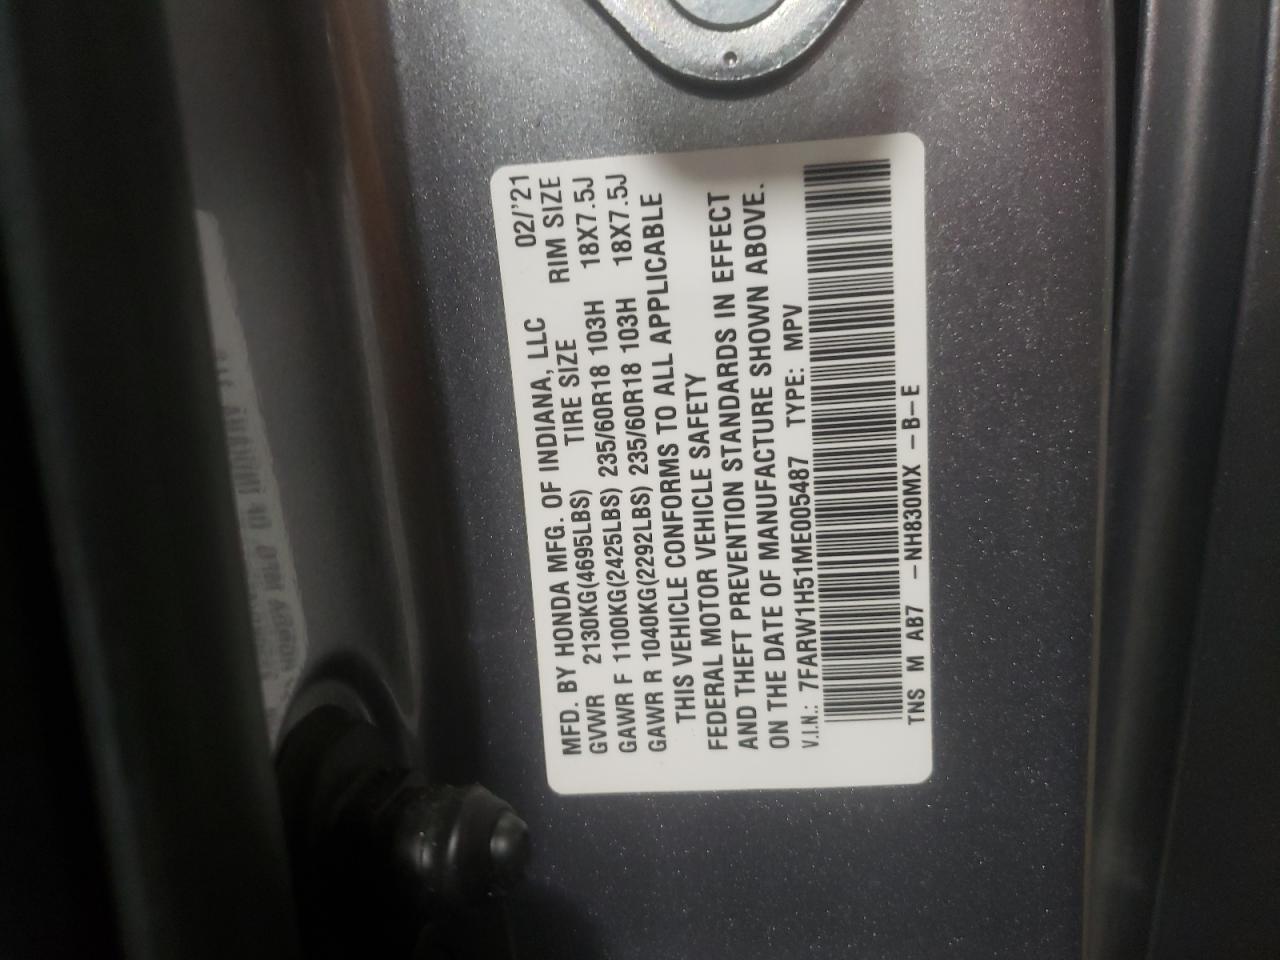 MFD. BY HONDA MFG. OF INDIANA, LLC 02/'21
GVWR 2130KG(4695LBS) TIRE SIZE RIM SIZE
GAWR F 1100KG(2425LBS) 235/60R18 103H 18X7.5J
GAWR R 1040KG(2292LBS) 235/60R18 103H 18X7.5J
THIS VEHICLE CONFORMS TO ALL APPLICABLE
FEDERAL MOTOR VEHICLE SAFETY
AND THEFT PREVENTION STANDARDS IN EFFECT
ON THE DATE OF MANUFACTURE SHOWN ABOVE.
V.I.N.: 7FARW1H51ME005487 TYPE: MPV
TNS M AB7 -NH830MX -B-E